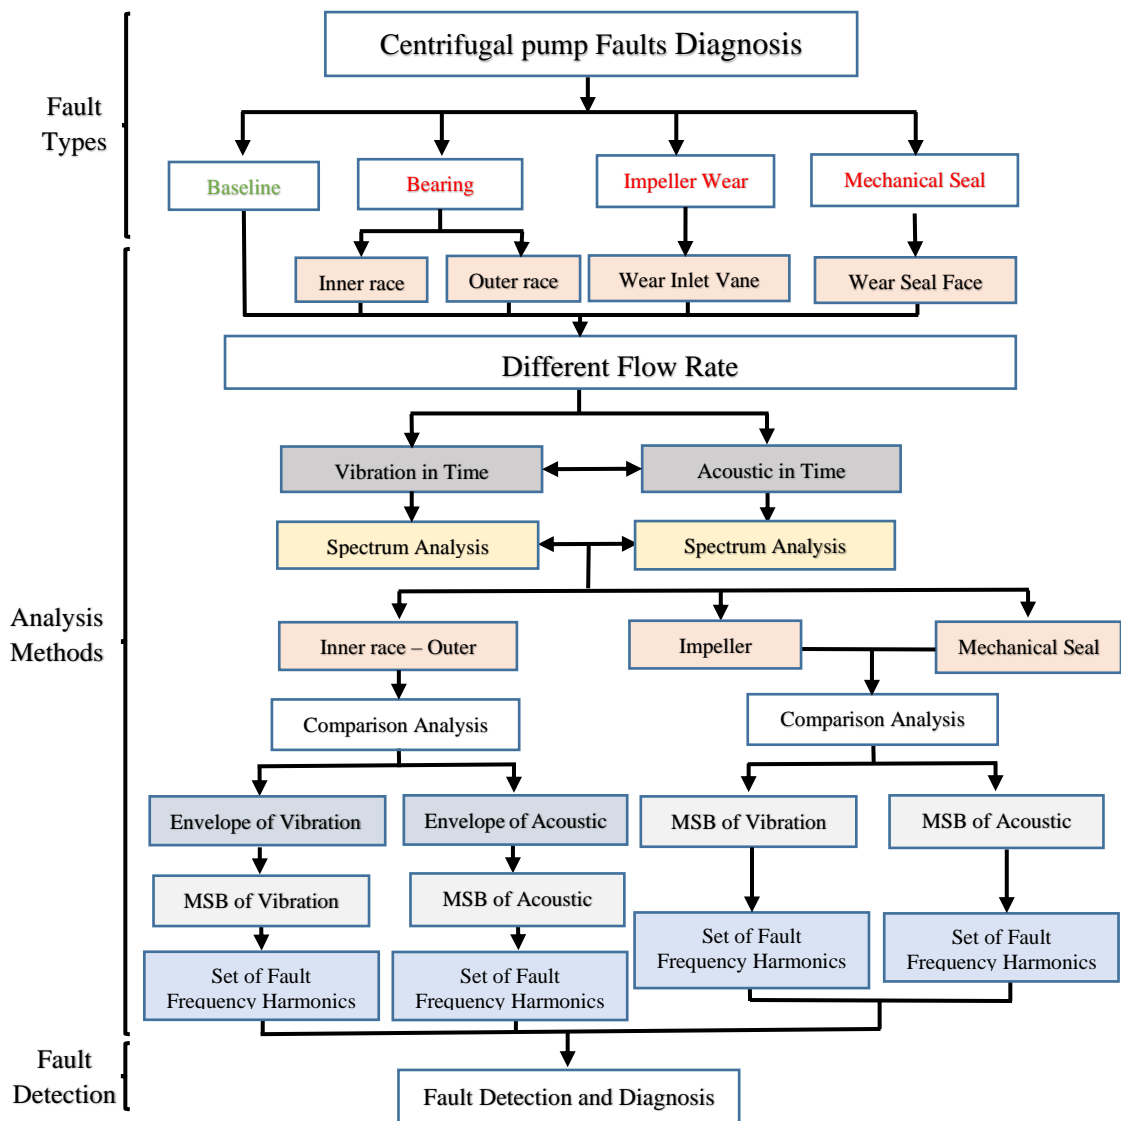 Centrifugal pump Faults Diagnosis
Fault
Types
Baseline
Bearing
Impeller Wear
Mechanical Seal
Inner race
Outer race
Wear Inlet Vane
Wear Seal Face
Different Flow Rate
Vibration in Time
Acoustic in Time
Spectrum Analysis
Spectrum Analysis
Analysis
Methods
Inner race – Outer
Impeller
Mechanical Seal
Comparison Analysis
Comparison Analysis
Envelope of Vibration
Envelope of Acoustic
MSB of Vibration
MSB of Acoustic
MSB of Vibration
MSB of Acoustic
Set of Fault
Frequency Harmonics
Set of Fault
Frequency Harmonics
Set of Fault
Frequency Harmonics
Set of Fault
Frequency Harmonics
Fault
Detection
Fault Detection and Diagnosis